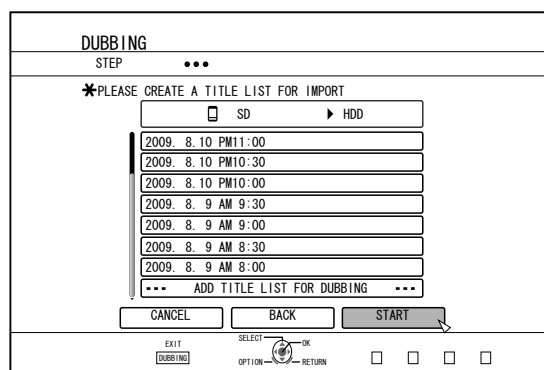 DUBBING
STEP •••
*PLEASE CREATE A TITLE LIST FOR IMPORT
SD ▶ HDD
2009. 8.10 PM11:00
2009. 8.10 PM10:30
2009. 8.10 PM10:00
2009. 8. 9 AM 9:30
2009. 8. 9 AM 9:00
2009. 8. 9 AM 8:30
2009. 8. 9 AM 8:00
--- ADD TITLE LIST FOR DUBBING ---
CANCEL BACK START
EXIT SELECT OK
DUBBING OPTION RETURN